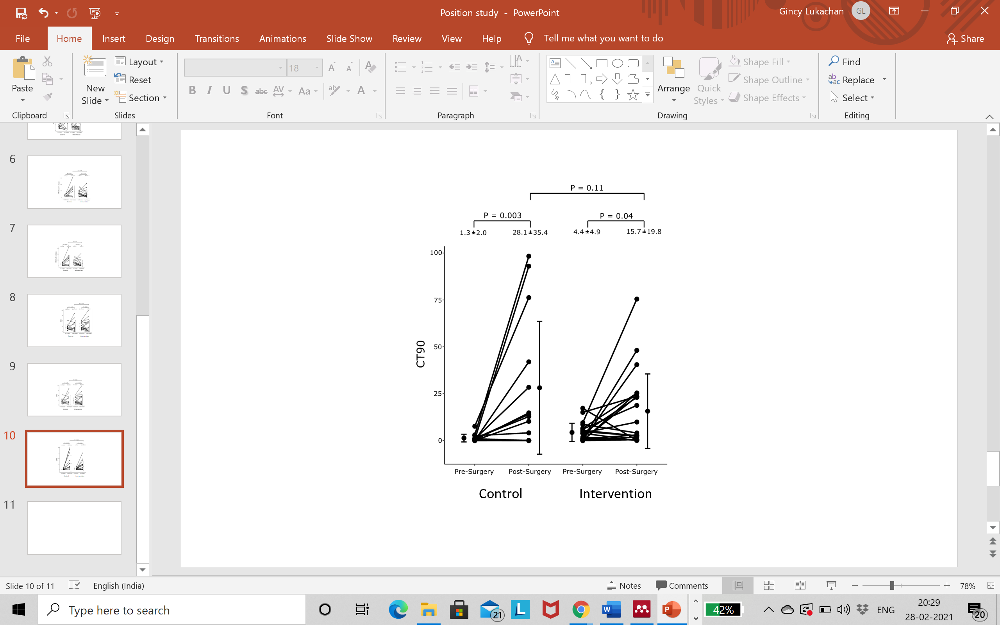 Position study - PowerPoint
Gincy Lukachan
GL
File Home Insert Design Transitions Animations Slide Show Review View Help Tell me what you want to do Share
Paste
Clipboard
New
Slide
Layout
Reset
Section
Slides
18
Font
Paragraph
Arrange
Quick
Styles
Shape Fill
Shape Outline
Shape Effects
Drawing
Find
Replace
Select
Editing
6
7
8
9
10
11
P = 0.11
P = 0.003
P = 0.04
1.3±2.0 28.1±35.4 4.4±4.9 15.7±19.8
100
75
50
25
0
CT90
Pre-Surgery Post-Surgery Pre-Surgery Post-Surgery
Control Intervention
Slide 10 of 11
English (India)
Notes
Comments
78%
Type here to search
21
42%
ENG
20:29
28-02-2021
20